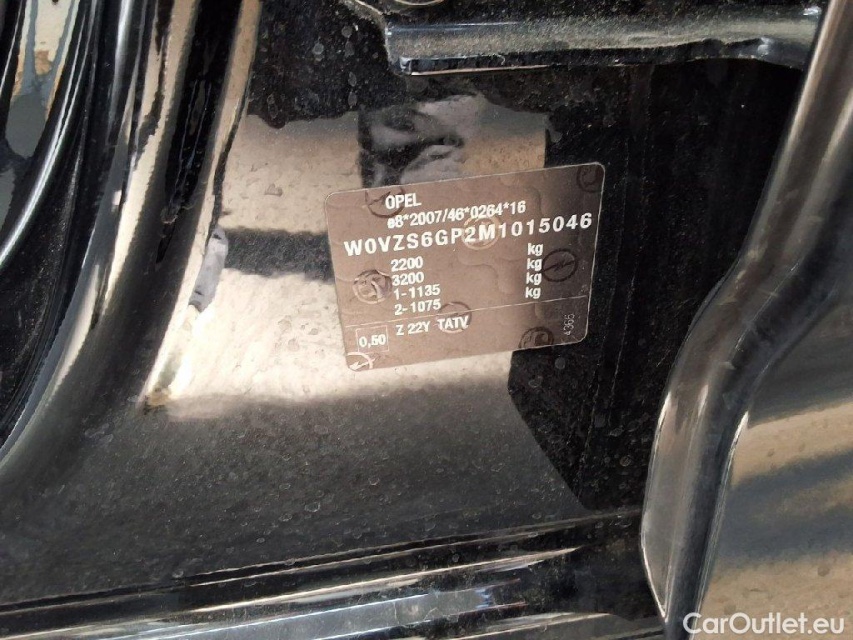 OPEL
e8*2007/46*0264*16
W0VZS6GP2M1015046
2200 kg
3200 kg
1-1135 kg
2-1075 kg
0,50 Z 22Y TATV
4366
CarOutlet.eu